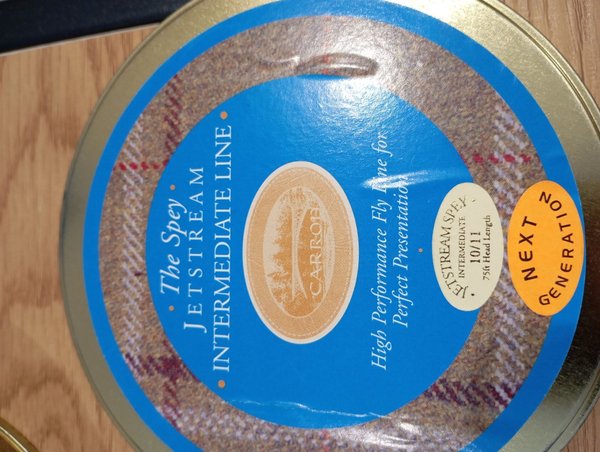 • The Spey •
JETSTREAM
• INTERMEDIATE LINE •
CARRON
High Performance Fly Line for
Perfect Presentation
JETSTREAM SPEY
INTERMEDIATE
10/11
75ft Head Length
NEXT
GENERATION